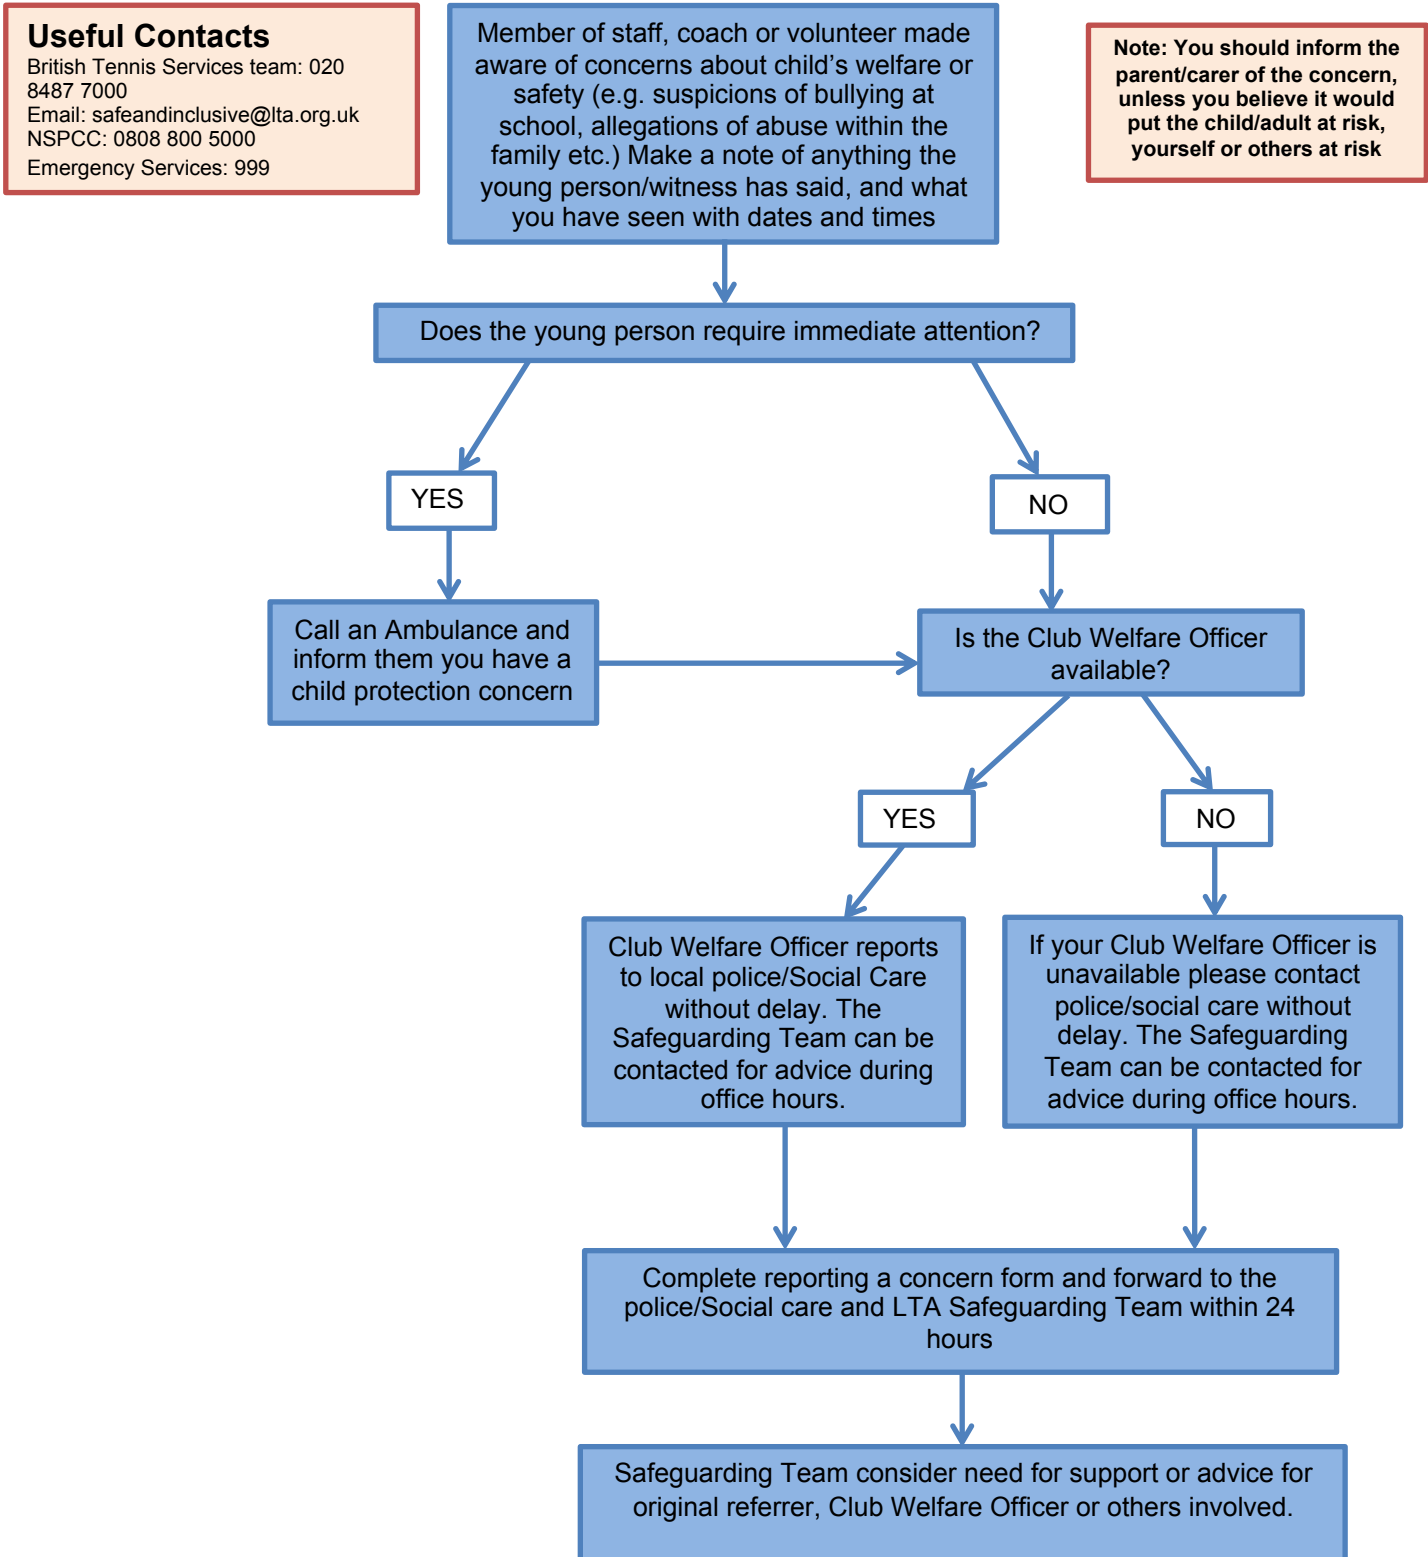 Useful Contacts
British Tennis Services team: 020
8487 7000
Email: safeandinclusive@lta.org.uk
NSPCC: 0808 800 5000
Emergency Services: 999
Member of staff, coach or volunteer made
aware of concerns about child’s welfare or
safety (e.g. suspicions of bullying at
school, allegations of abuse within the
family etc.) Make a note of anything the
young person/witness has said, and what
you have seen with dates and times
Note: You should inform the
parent/carer of the concern,
unless you believe it would
put the child/adult at risk,
yourself or others at risk
Does the young person require immediate attention?
YES
NO
Call an Ambulance and
inform them you have a
child protection concern
Is the Club Welfare Officer
available?
YES
NO
Club Welfare Officer reports
to local police/Social Care
without delay. The
Safeguarding Team can be
contacted for advice during
office hours.
If your Club Welfare Officer is
unavailable please contact
police/social care without
delay. The Safeguarding
Team can be contacted for
advice during office hours.
Complete reporting a concern form and forward to the
police/Social care and LTA Safeguarding Team within 24
hours
Safeguarding Team consider need for support or advice for
original referrer, Club Welfare Officer or others involved.